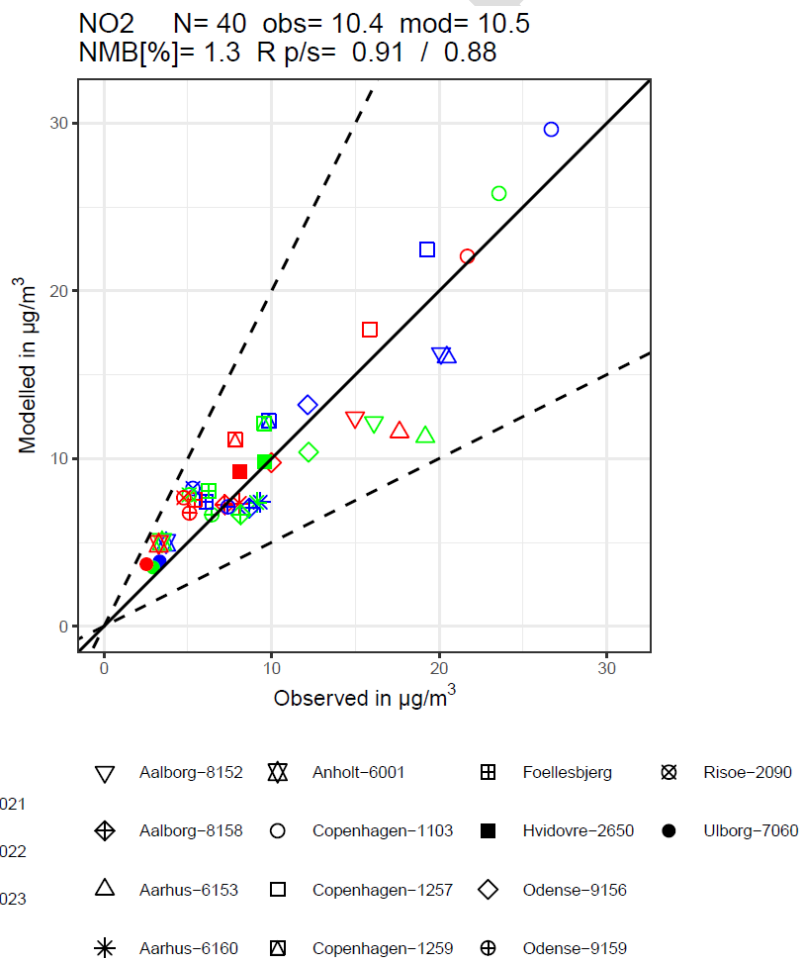 NO2 N= 40 obs= 10.4 mod= 10.5
NMB[%]= 1.3 R p/s= 0.91 / 0.88
30
20
10
0
Modelled in µg/m3
0 10 20 30
Observed in µg/m3
Aalborg−8152 Anholt−6001 Foellesbjerg Risoe−2090
021
Aalborg−8158 Copenhagen−1103 Hvidovre−2650 Ulborg−7060
022
Aarhus−6153 Copenhagen−1257 Odense−9156
023
Aarhus−6160 Copenhagen−1259 Odense−9159